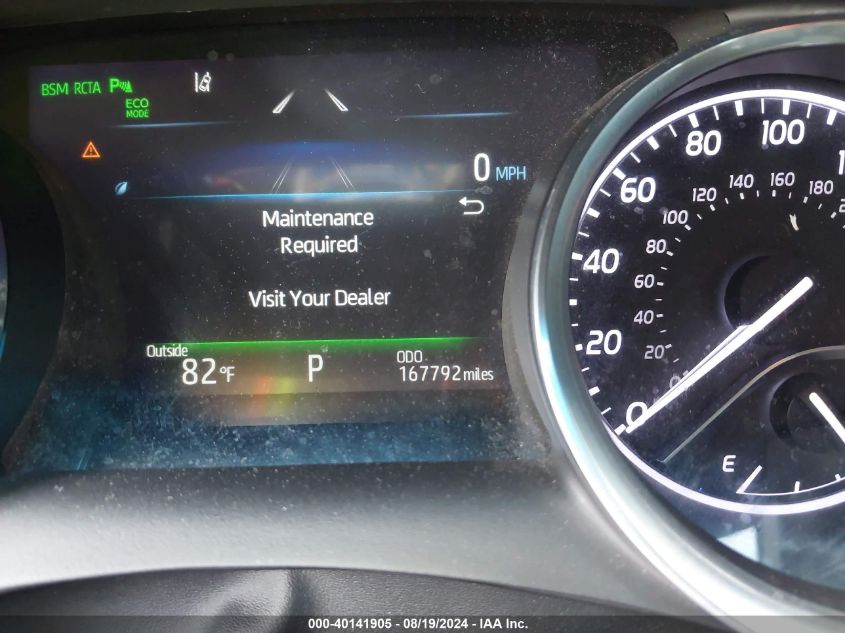 BSM RCTA P
ECO
MODE
0 MPH
Maintenance
Required
Visit Your Dealer
Outside
82°F
P
ODO
167792 miles
0
20
40
60
80
100
0
20
40
60
80
100
120
140
160
180
E
000-40141905 - 08/19/2024 - IAA Inc.